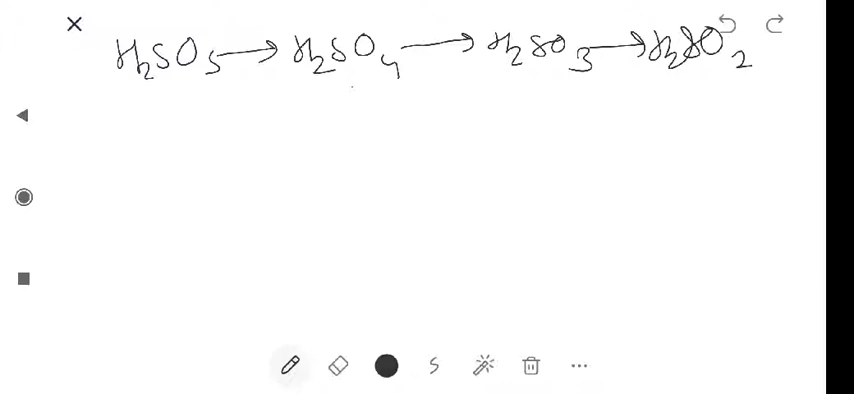 H₂SO₅ → H₂SO₄ → H₂SO₃ → H₂SO₂